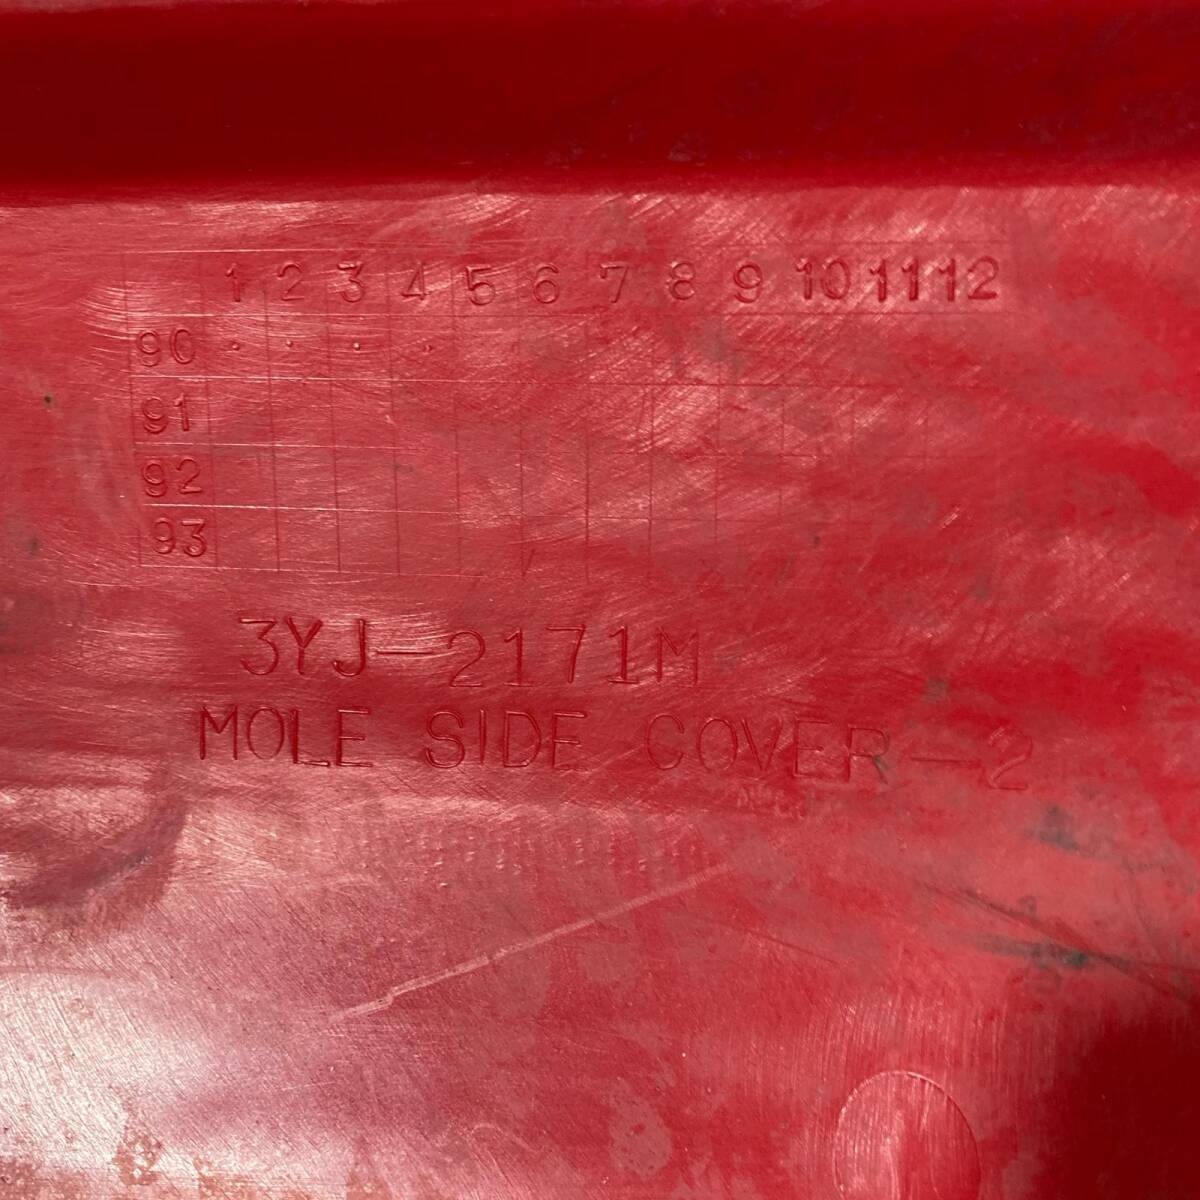 1 2 3 4 5 6 7 8 9 10 11 12
90 . . . .
91
92
93
3YJ-2171M
MOLE SIDE COVER-2